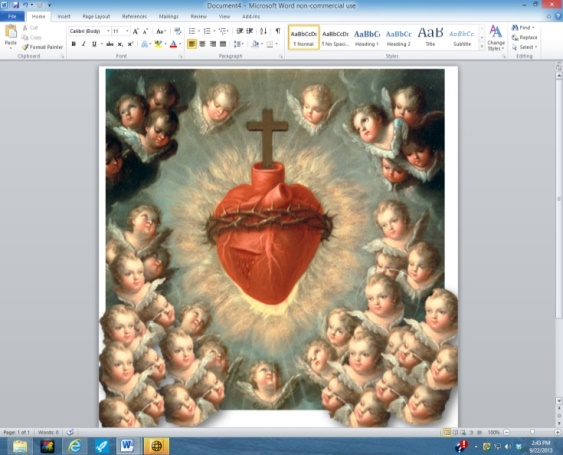 Document4 - Microsoft Word non-commercial use
File Home Insert Page Layout References Mailings Review View Add-Ins
Paste
Cut
Copy
Format Painter
Clipboard
Calibri (Body) 11
Font
Paragraph
AaBbCcDc AaBbCcDc AaBbC AaBbCc AaB AaBbCc.
¶ Normal ¶ No Spaci... Heading 1 Heading 2 Title Subtitle
Styles
Change
Styles
Find
Replace
Select
Editing
Page: 1 of 1 Words: 0
100%
2:43 PM
9/22/2013